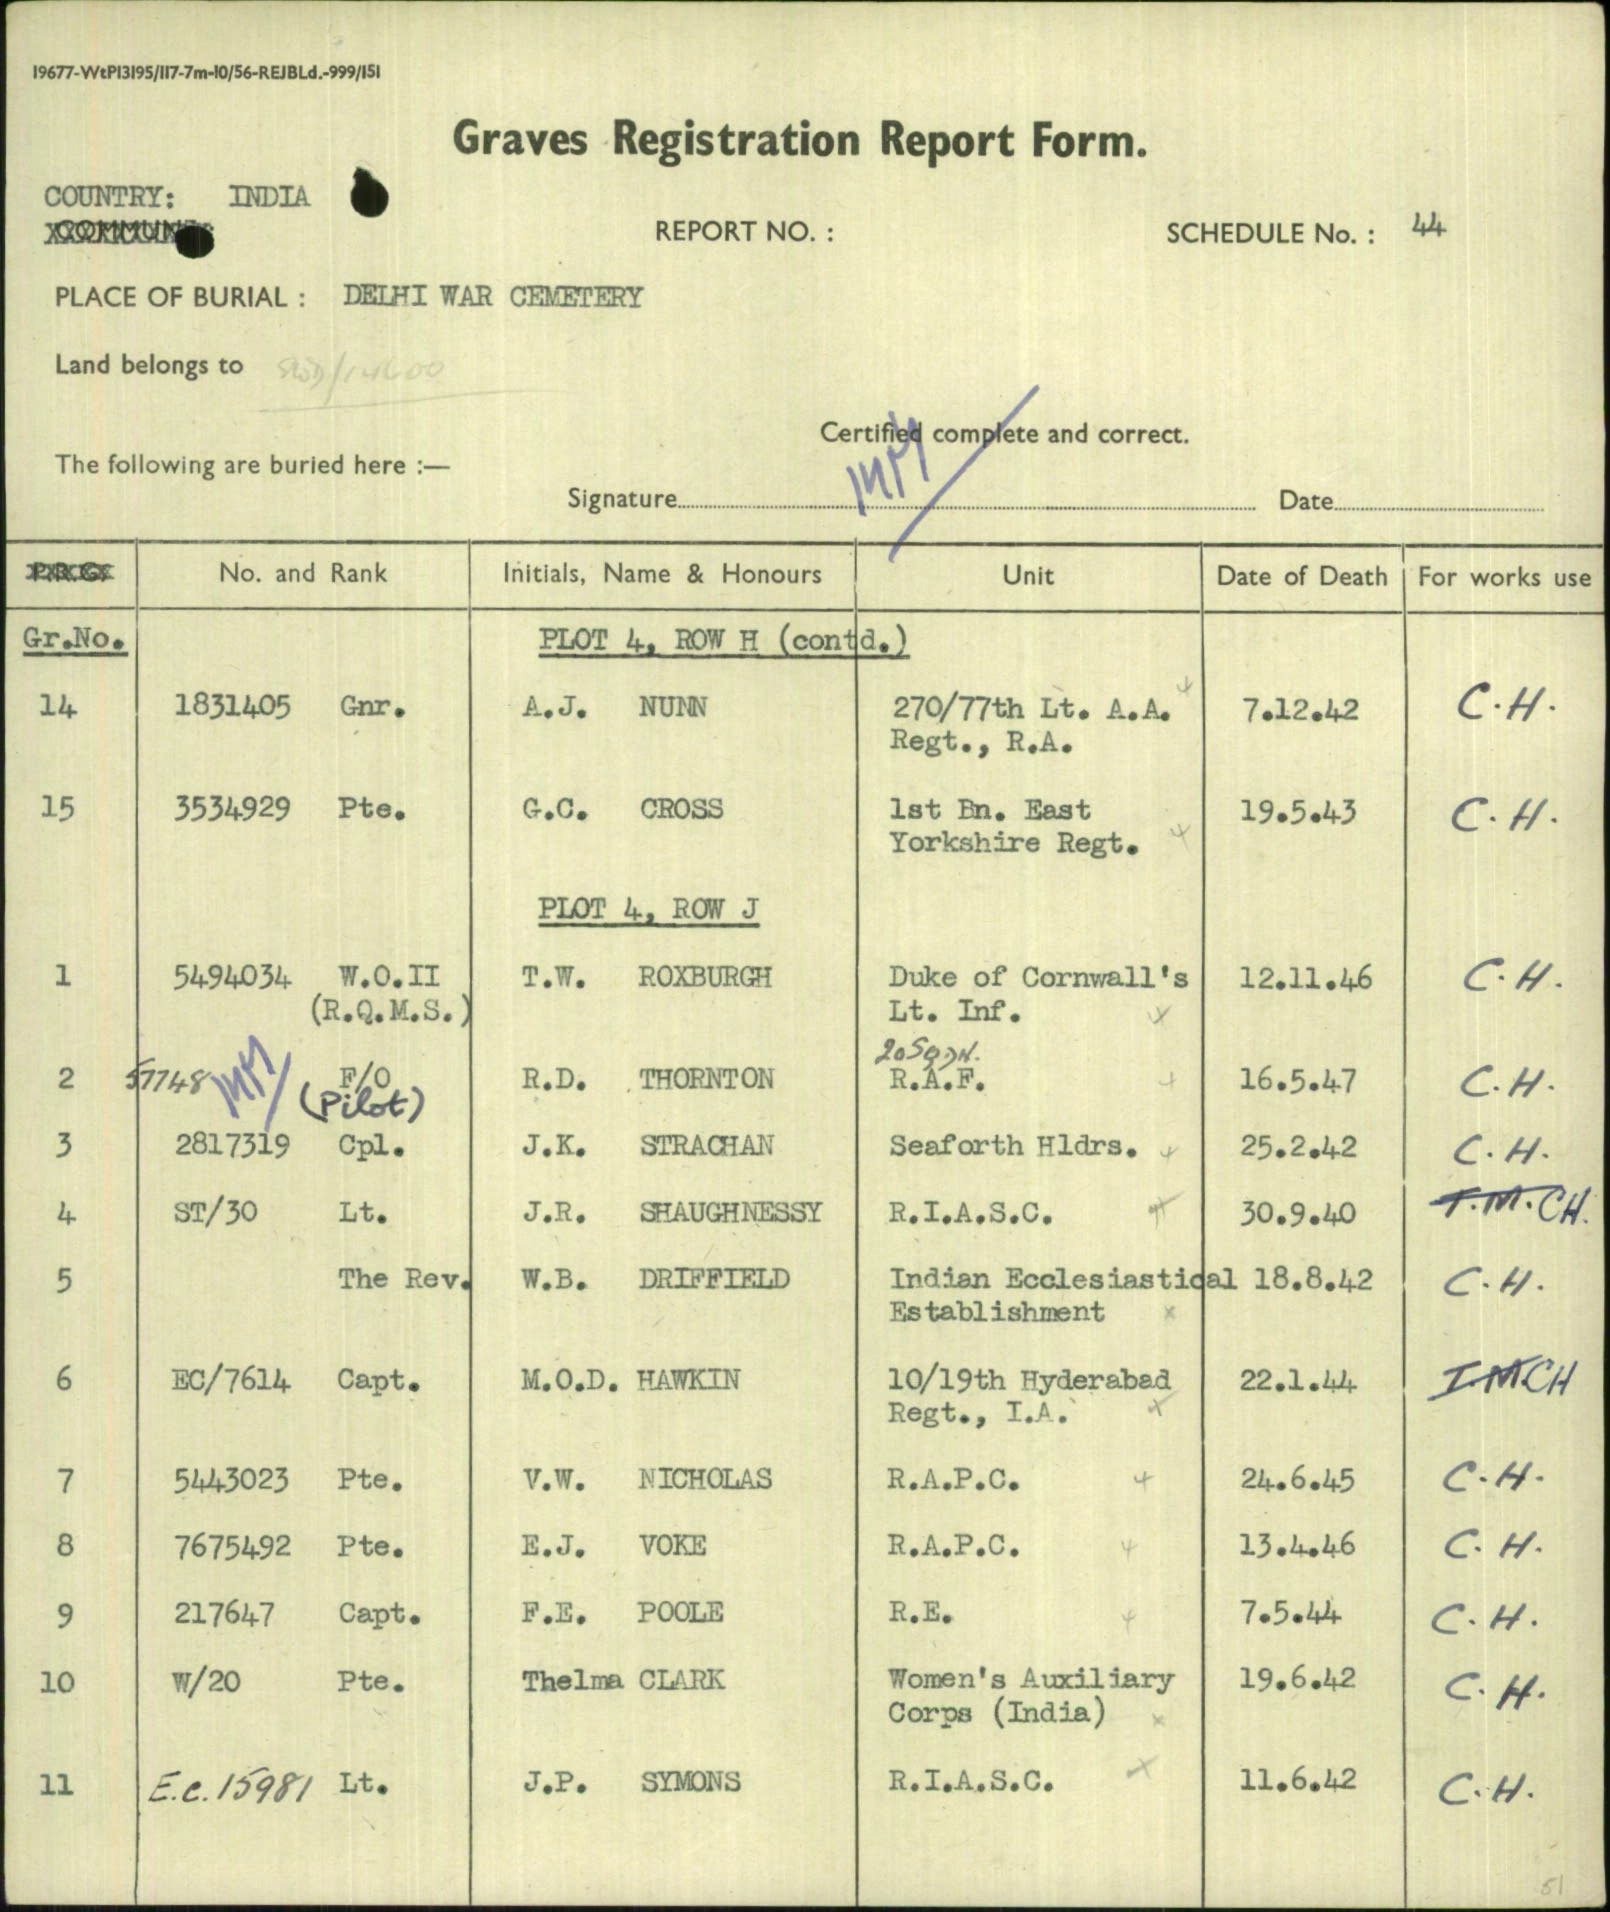 19677-WtP13195/117-7m-10/56-REJBLd.-999/151
Graves Registration Report Form.
COUNTRY: INDIA
REPORT NO. :
SCHEDULE No. : 44
PLACE OF BURIAL : DELHI WAR CEMETERY
Land belongs to
Certified complete and correct.
The following are buried here :—
Signature
Date
P.R.G. No. and Rank Initials, Name & Honours Unit Date of Death For works use
Gr.No. PLOT 4, ROW H (contd.)
14 1831405 Gnr. A.J. NUNN 270/77th Lt. A.A. 7.12.42 C.H.
Regt., R.A.
15 3534929 Pte. G.C. CROSS 1st Bn. East 19.5.43 C.H.
Yorkshire Regt.
PLOT 4, ROW J
1 5494034 W.O.II T.W. ROXBURGH Duke of Cornwall's 12.11.46 C.H.
(R.Q.M.S.) Lt. Inf.
20 SQDN.
2 57748 F/O R.D. THORNTON R.A.F. 16.5.47 C.H.
(Pilot)
3 2817319 Cpl. J.K. STRACHAN Seaforth Hldrs. 25.2.42 C.H.
4 ST/30 Lt. J.R. SHAUGHNESSY R.I.A.S.C. 30.9.40 I.M. CH.
5 The Rev. W.B. DRIFFIELD Indian Ecclesiastical 18.8.42 C.H.
Establishment
6 EC/7614 Capt. M.O.D. HAWKIN 10/19th Hyderabad 22.1.44 I.M. CH
Regt., I.A.
7 5443023 Pte. V.W. NICHOLAS R.A.P.C. 24.6.45 C.H.
8 7675492 Pte. E.J. VOKE R.A.P.C. 13.4.46 C.H.
9 217647 Capt. F.E. POOLE R.E. 7.5.44 C.H.
10 W/20 Pte. Thelma CLARK Women's Auxiliary 19.6.42 C.H.
Corps (India)
11 E.C. 15981 Lt. J.P. SYMONS R.I.A.S.C. 11.6.42 C.H.
51